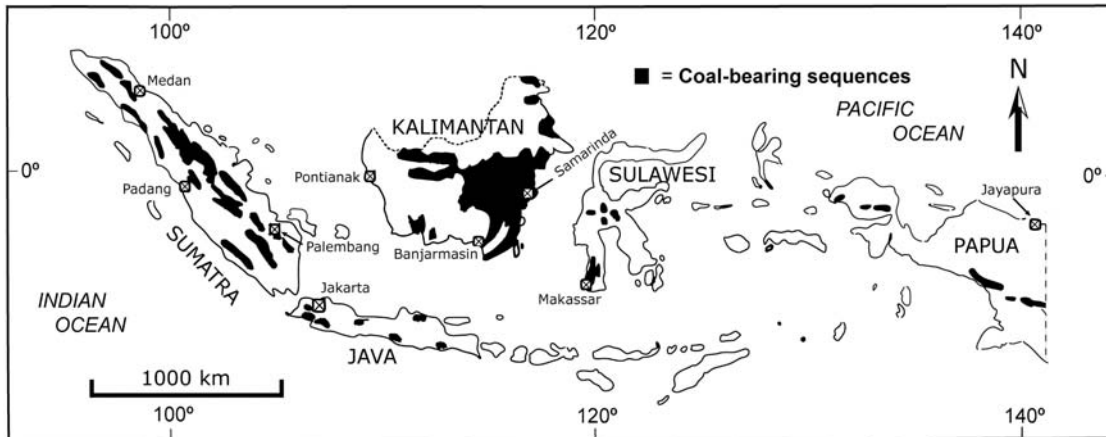 100º
120º
140º
Medan
= Coal-bearing sequences
N
PACIFIC
OCEAN
KALIMANTAN
Samarinda
0º
0º
Pontianak
SULAWESI
Padang
Jayapura
Palembang
Banjarmasin
PAPUA
SUMATRA
Jakarta
Makassar
INDIAN
OCEAN
JAVA
1000 km
100º
120º
140º